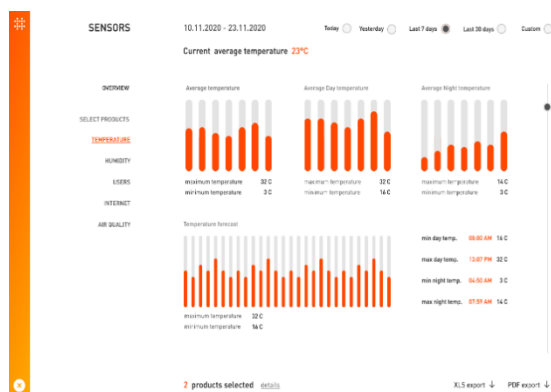 SENSORS
10.11.2020 - 23.11.2020
Today
Yesterday
Last 7 days
Last 30 days
Custom
Current average temperature 23°C
OVERVIEW
SELECT PRODUCTS
TEMPERATURE
HUMIDITY
USERS
INTERNET
AIR QUALITY
Average temperature
maximum temperature 32 C
minimum temperature 3 C
Average Day temperature
maximum temperature 32 C
minimum temperature 16 C
Average Night temperature
maximum temperature 14 C
minimum temperature 3 C
Temperature forecast
maximum temperature 32 C
minimum temperature 16 C
min day temp. 08:00 AM 16 C
max day temp. 13:07 PM 32 C
min night temp. 04:50 AM 3 C
max night temp. 07:59 AM 14 C
2 products selected details
XLS export ↓
PDF export ↓